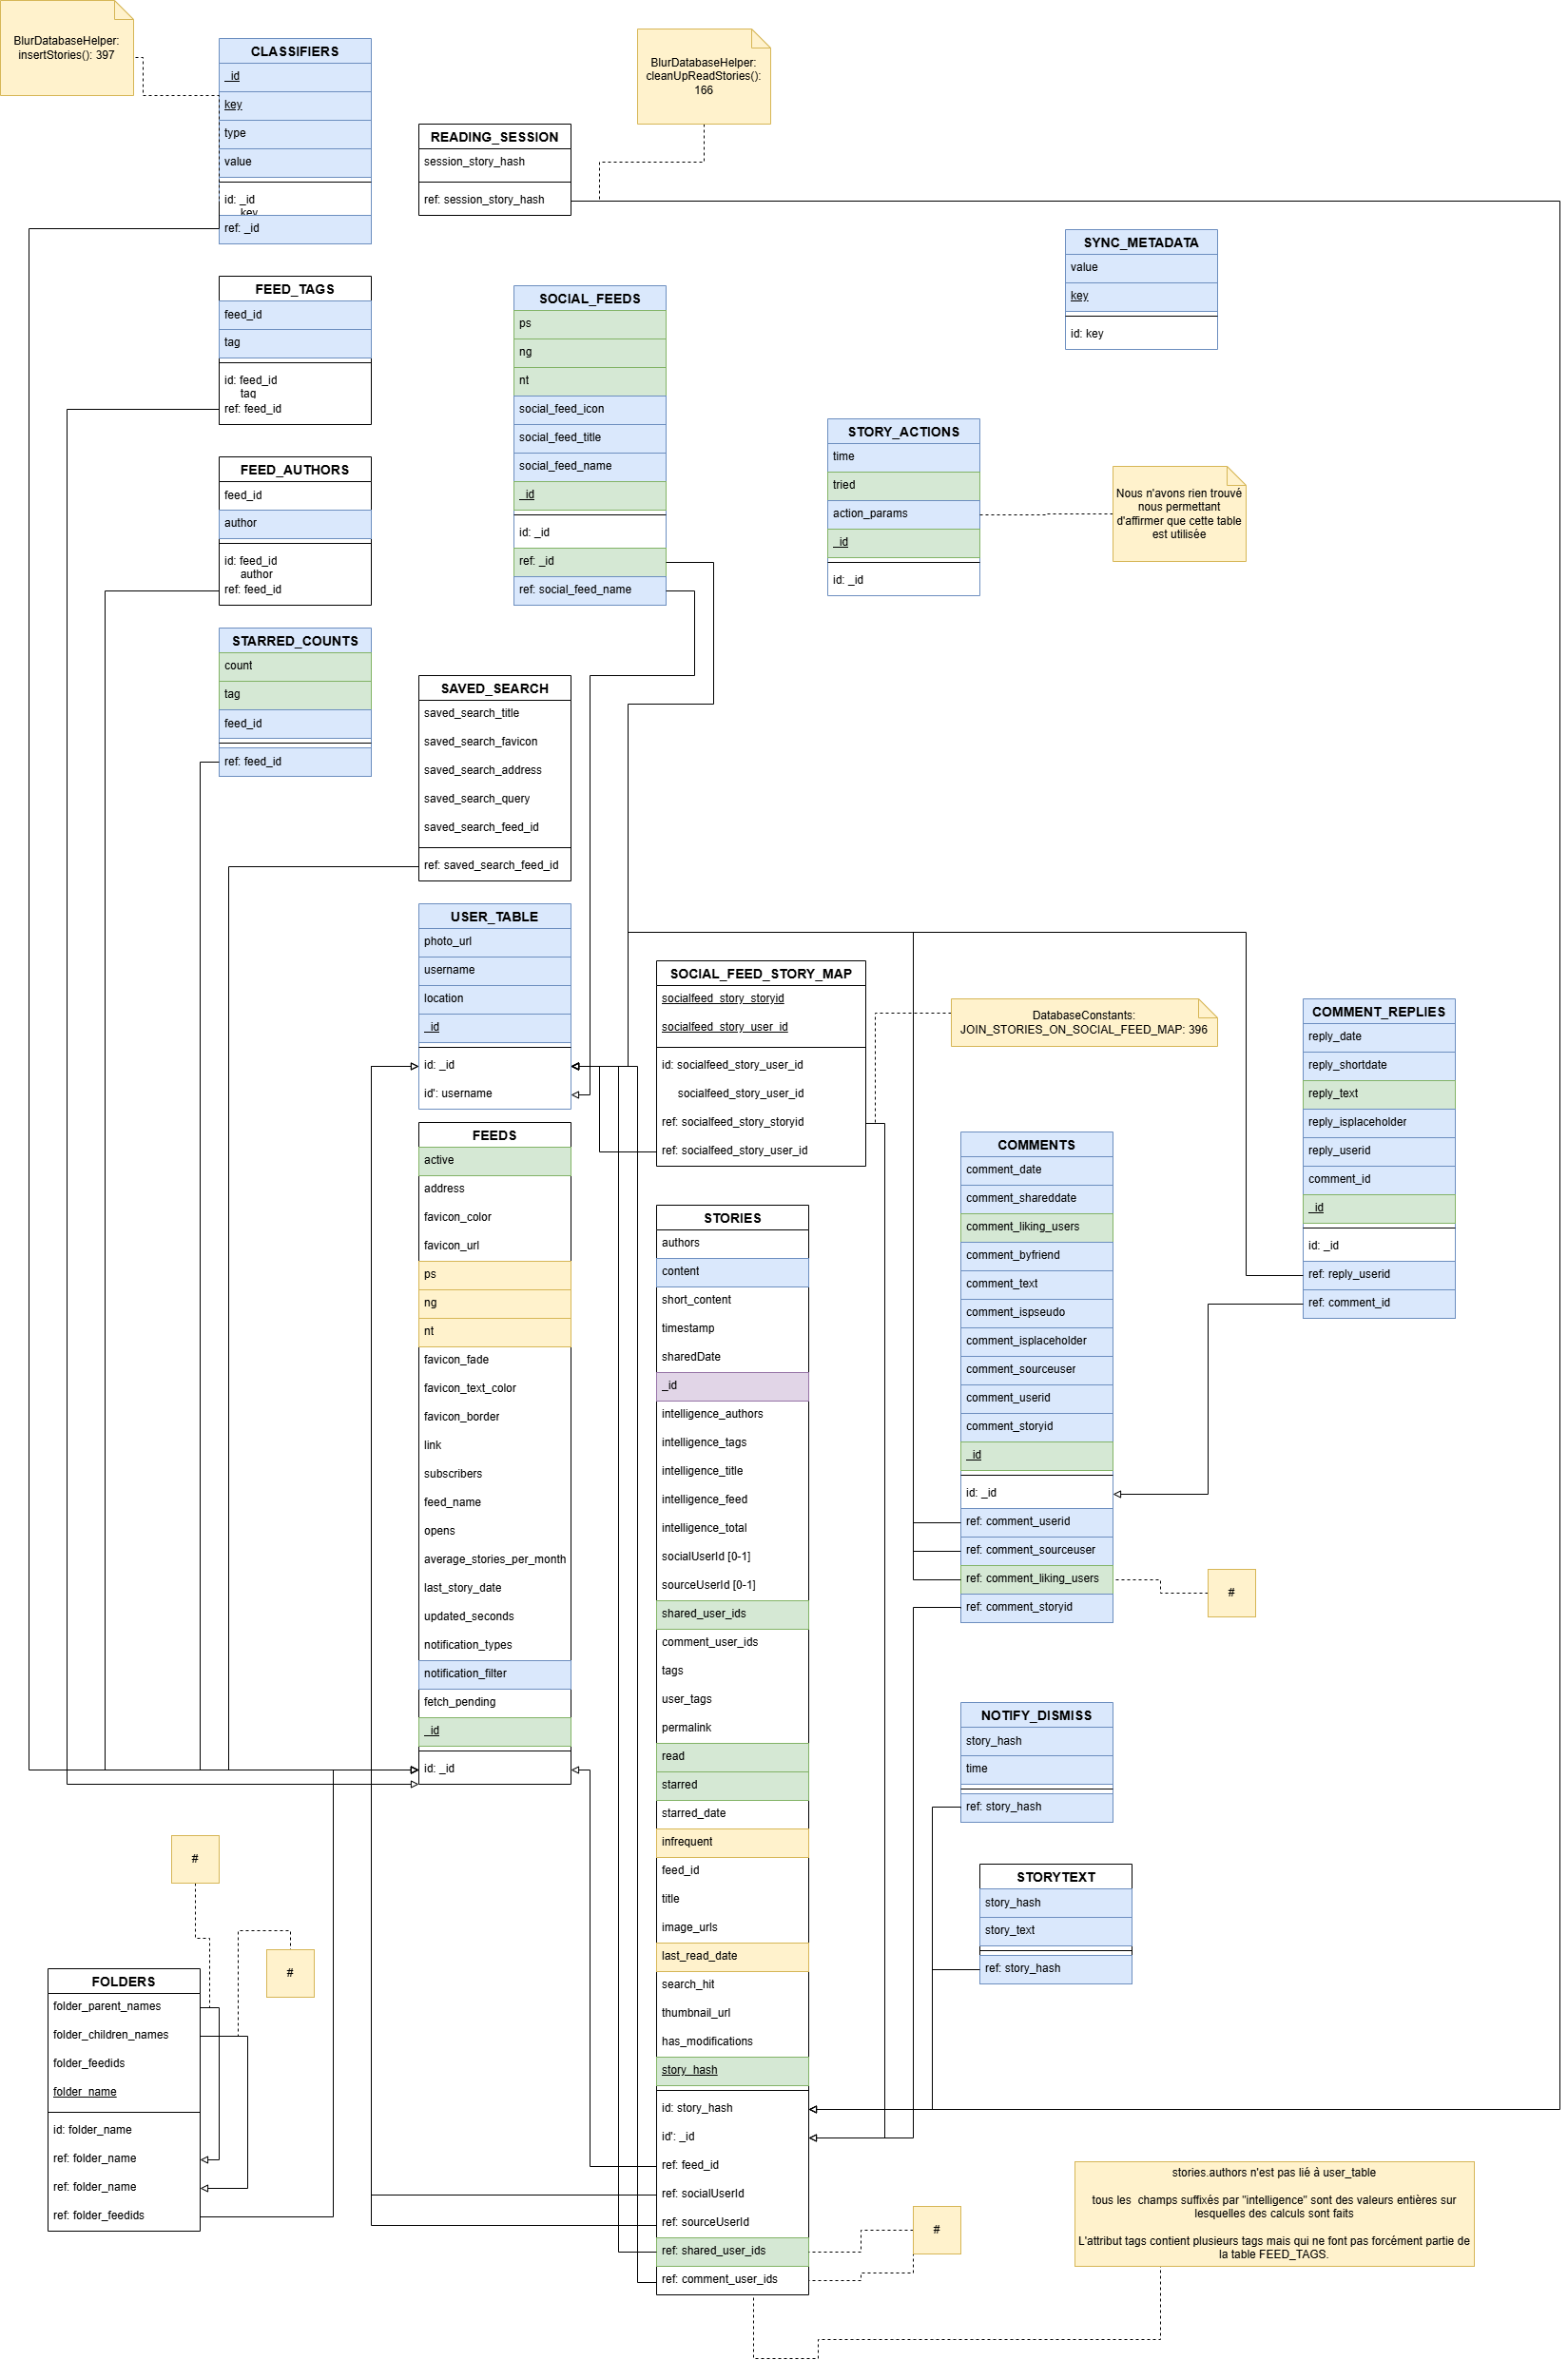 BlurDatabaseHelper:
insertStories(): 397
CLASSIFIERS
_id
key
type
value
id: _id
key
ref: _id
BlurDatabaseHelper:
cleanUpReadStories():
166
READING_SESSION
session_story_hash
ref: session_story_hash
SYNC_METADATA
value
key
id: key
FEED_TAGS
feed_id
tag
id: feed_id
tag
ref: feed_id
SOCIAL_FEEDS
ps
ng
nt
social_feed_icon
social_feed_title
social_feed_name
_id
id: _id
ref: _id
ref: social_feed_name
STORY_ACTIONS
time
tried
action_params
_id
id: _id
Nous n'avons rien trouvé
nous permettant
d'affirmer que cette table
est utilisée
FEED_AUTHORS
feed_id
author
id: feed_id
author
ref: feed_id
STARRED_COUNTS
count
tag
feed_id
ref: feed_id
SAVED_SEARCH
saved_search_title
saved_search_favicon
saved_search_address
saved_search_query
saved_search_feed_id
ref: saved_search_feed_id
USER_TABLE
photo_url
username
location
_id
id: _id
id': username
SOCIAL_FEED_STORY_MAP
socialfeed_story_storyid
socialfeed_story_user_id
id: socialfeed_story_user_id
socialfeed_story_user_id
ref: socialfeed_story_storyid
ref: socialfeed_story_user_id
DatabaseConstants:
JOIN_STORIES_ON_SOCIAL_FEED_MAP: 396
COMMENT_REPLIES
reply_date
reply_shortdate
reply_text
reply_isplaceholder
reply_userid
comment_id
_id
id: _id
ref: reply_userid
ref: comment_id
FEEDS
active
address
favicon_color
favicon_url
ps
ng
nt
favicon_fade
favicon_text_color
favicon_border
link
subscribers
feed_name
opens
average_stories_per_month
last_story_date
updated_seconds
notification_types
notification_filter
fetch_pending
_id
id: _id
STORIES
authors
content
short_content
timestamp
sharedDate
_id
intelligence_authors
intelligence_tags
intelligence_title
intelligence_feed
intelligence_total
socialUserId [0-1]
sourceUserId [0-1]
shared_user_ids
comment_user_ids
tags
user_tags
permalink
read
starred
starred_date
infrequent
feed_id
title
image_urls
last_read_date
search_hit
thumbnail_url
has_modifications
story_hash
id: story_hash
id': _id
ref: feed_id
ref: socialUserId
ref: sourceUserId
ref: shared_user_ids
ref: comment_user_ids
COMMENTS
comment_date
comment_shareddate
comment_liking_users
comment_byfriend
comment_text
comment_ispseudo
comment_isplaceholder
comment_sourceuser
comment_userid
comment_storyid
_id
id: _id
ref: comment_userid
ref: comment_sourceuser
ref: comment_liking_users
ref: comment_storyid
#
NOTIFY_DISMISS
story_hash
time
ref: story_hash
STORYTEXT
story_hash
story_text
ref: story_hash
#
#
FOLDERS
folder_parent_names
folder_children_names
folder_feedids
folder_name
id: folder_name
ref: folder_name
ref: folder_name
ref: folder_feedids
#
stories.authors n'est pas lié à user_table
tous les champs suffixés par "intelligence" sont des valeurs entières sur
lesquelles des calculs sont faits
L'attribut tags contient plusieurs tags mais qui ne font pas forcément partie de
la table FEED_TAGS.